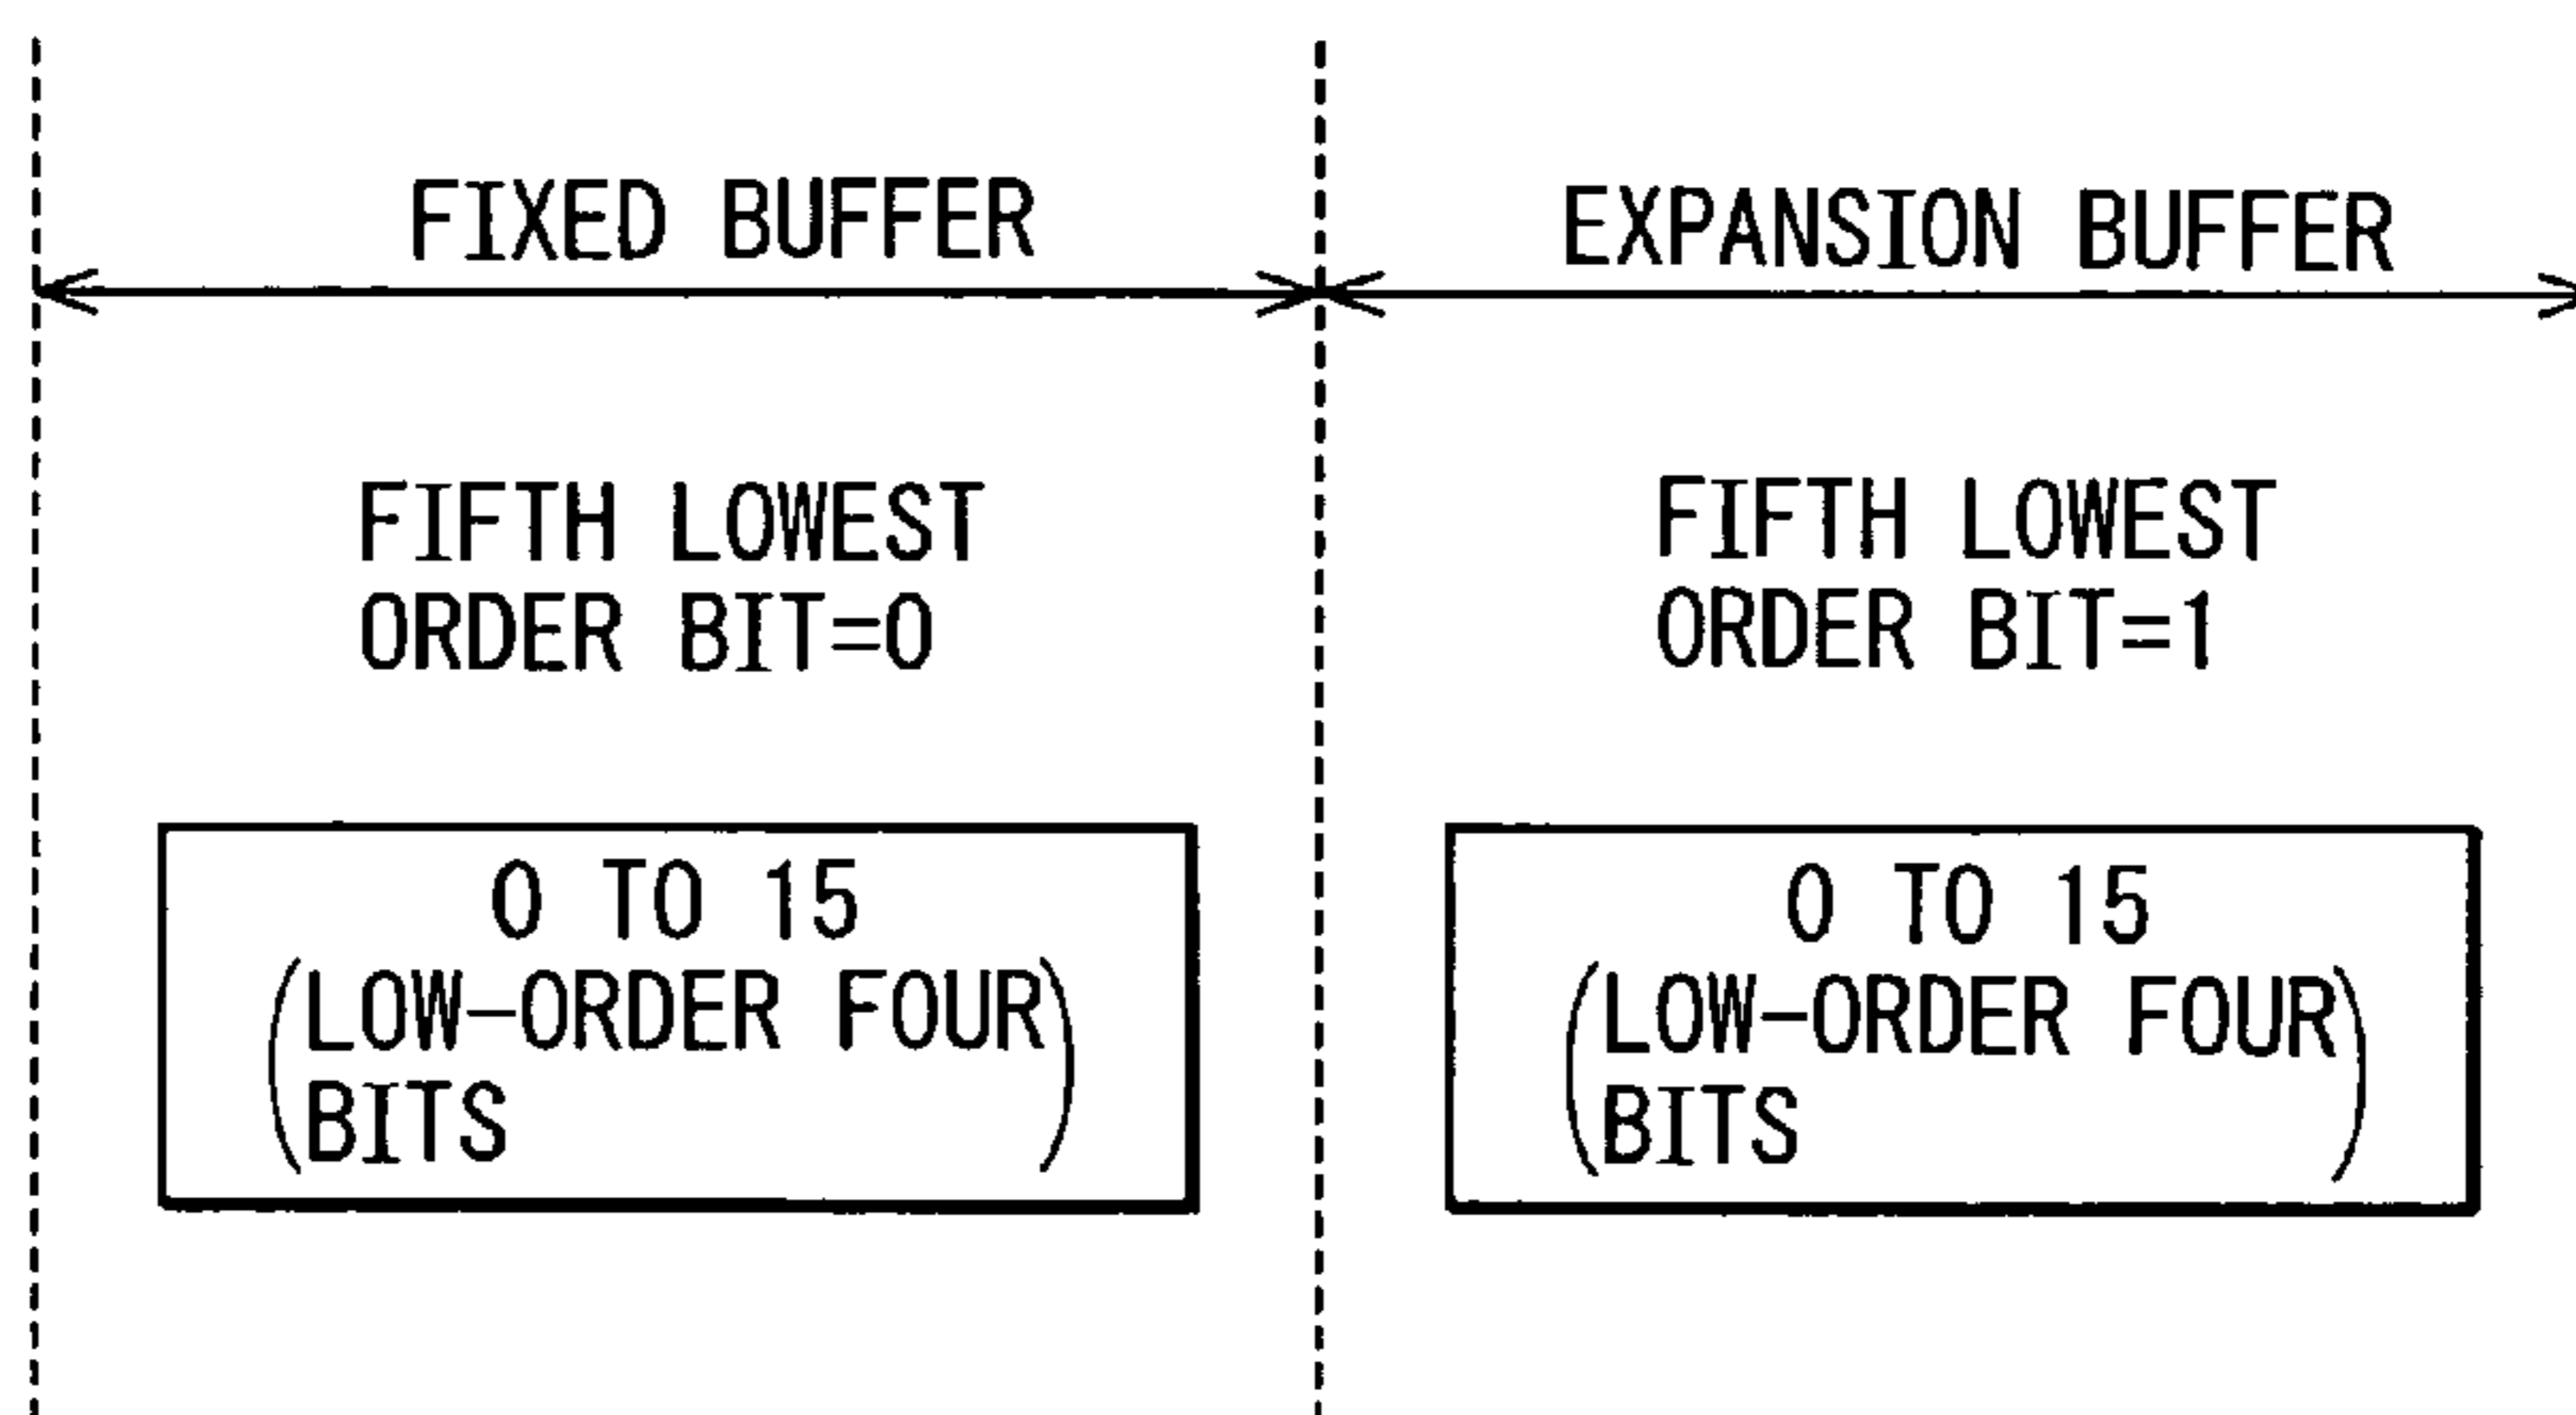 FIXED BUFFER
EXPANSION BUFFER
FIFTH LOWEST
ORDER BIT=0
FIFTH LOWEST
ORDER BIT=1
0 TO 15
(LOW-ORDER FOUR
BITS)
0 TO 15
(LOW-ORDER FOUR
BITS)